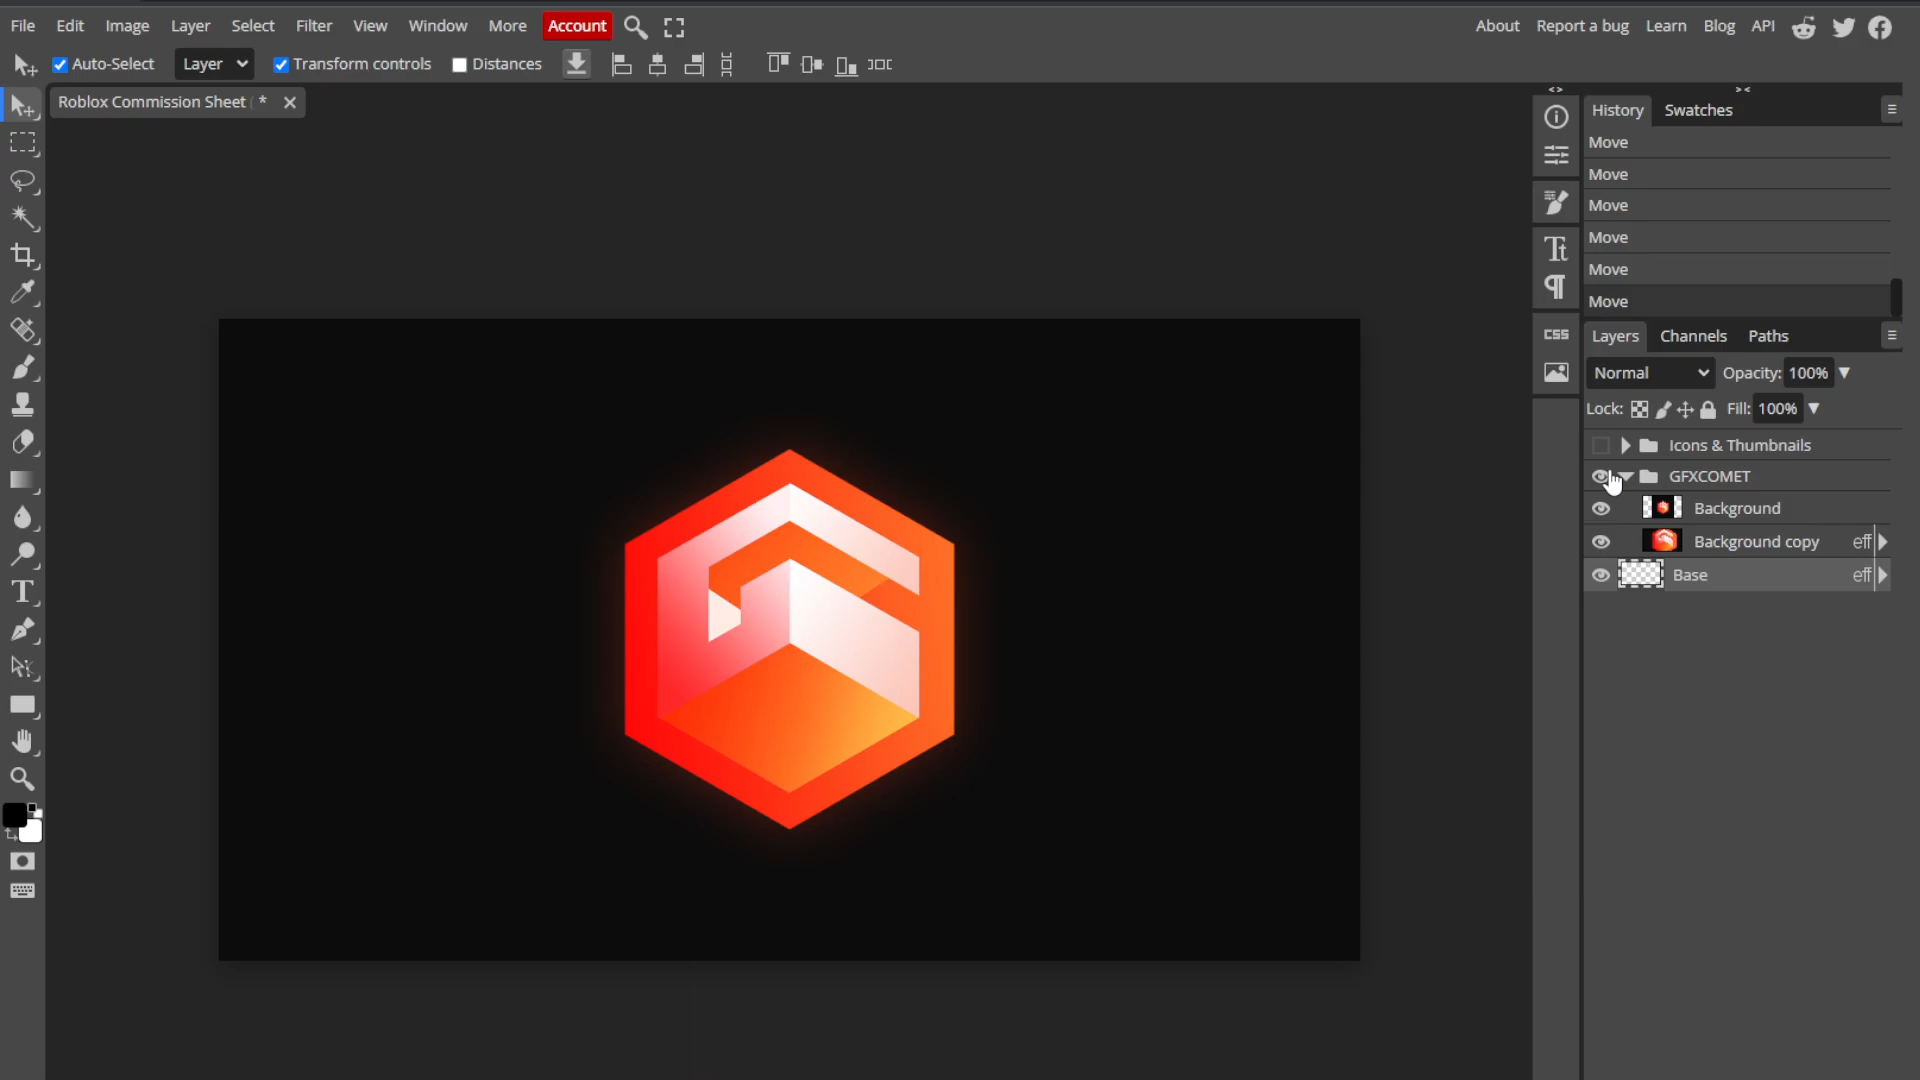 File Edit Image Layer Select Filter View Window More Account About Report a bug Learn Blog API
Auto-Select Layer Transform controls Distances
Roblox Commission Sheet *
History Swatches
Move
Move
Move
Move
Move
Move
Layers Channels Paths
Normal Opacity: 100%
Lock: Fill: 100%
Icons & Thumbnails
GFXCOMET
Background
Background copy eff
Base eff
CSS